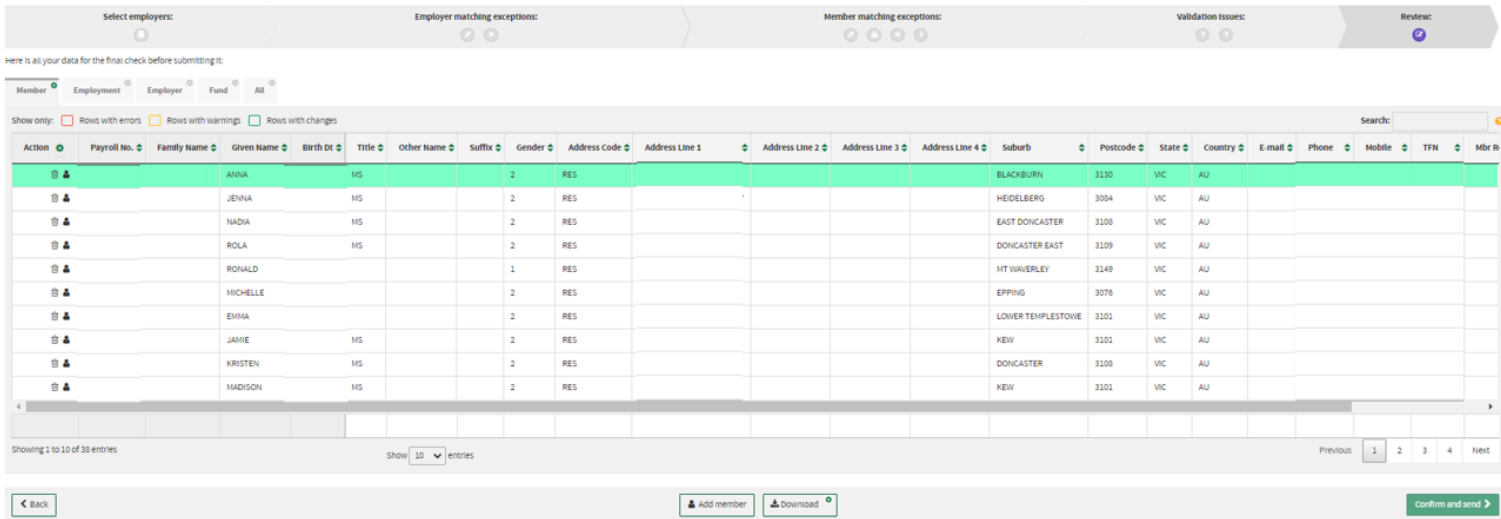 Select employers: Employer matching exceptions: Member matching exceptions: Validation Issues: Review:
Here is all your data for the final check before submitting it:
Member Employment Employer Fund All
Show only: Rows with errors Rows with warnings Rows with changes Search:
Action Payroll No. Family Name Given Name Birth Dt Title Other Name Suffix Gender Address Code Address Line 1 Address Line 2 Address Line 3 Address Line 4 Suburb Postcode State Country E-mail Phone Mobile TFN Mbr R
ANNA MS 2 RES BLACKBURN 3130 VIC AU
JENNA MS 2 RES HEIDELBERG 3084 VIC AU
NADIA MS 2 RES EAST DONCASTER 3108 VIC AU
ROLA MS 2 RES DONCASTER EAST 3109 VIC AU
RONALD 1 RES MT WAVERLEY 3149 VIC AU
MICHELLE 2 RES EPPING 3076 VIC AU
EMMA 2 RES LOWER TEMPLESTOWE 3101 VIC AU
JAMIE MS 2 RES KEW 3101 VIC AU
KRISTEN MS 2 RES DONCASTER 3108 VIC AU
MADISON MS 2 RES KEW 3101 VIC AU
Showing 1 to 10 of 38 entries Show 10 entries Previous 1 2 3 4 Next
Back Add member Download Confirm and send